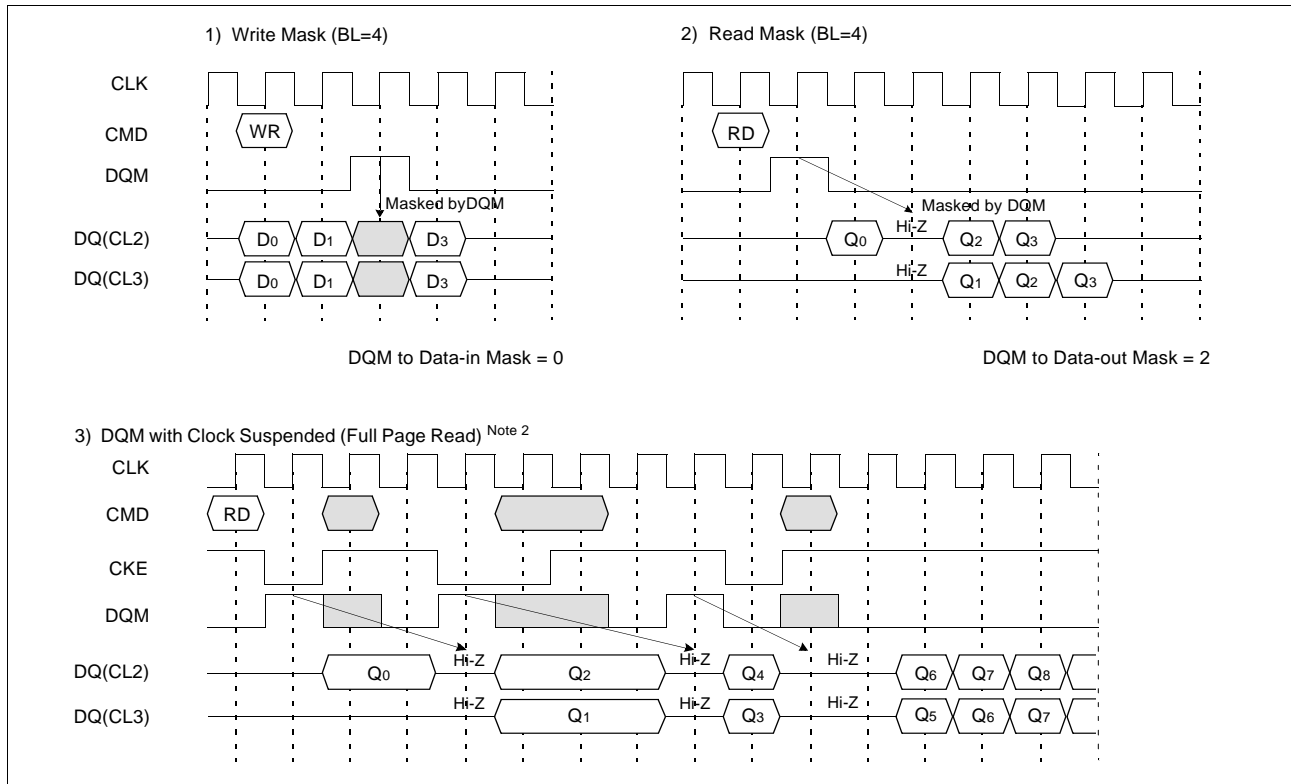 1) Write Mask (BL=4)
2) Read Mask (BL=4)
CLK
CMD
WR
RD
DQM
Masked byDQM
Masked by DQM
DQ(CL2)
D0 D1 D3
Hi-Z
Q0 Q2 Q3
DQ(CL3)
D0 D1 D3
Hi-Z
Q1 Q2 Q3
DQM to Data-in Mask = 0
DQM to Data-out Mask = 2
3) DQM with Clock Suspended (Full Page Read) Note 2
CLK
CMD
RD
CKE
DQM
DQ(CL2)
Q0 Hi-Z Q2 Hi-Z Q4 Hi-Z Q6 Q7 Q8
DQ(CL3)
Hi-Z Q1 Hi-Z Q3 Hi-Z Q5 Q6 Q7